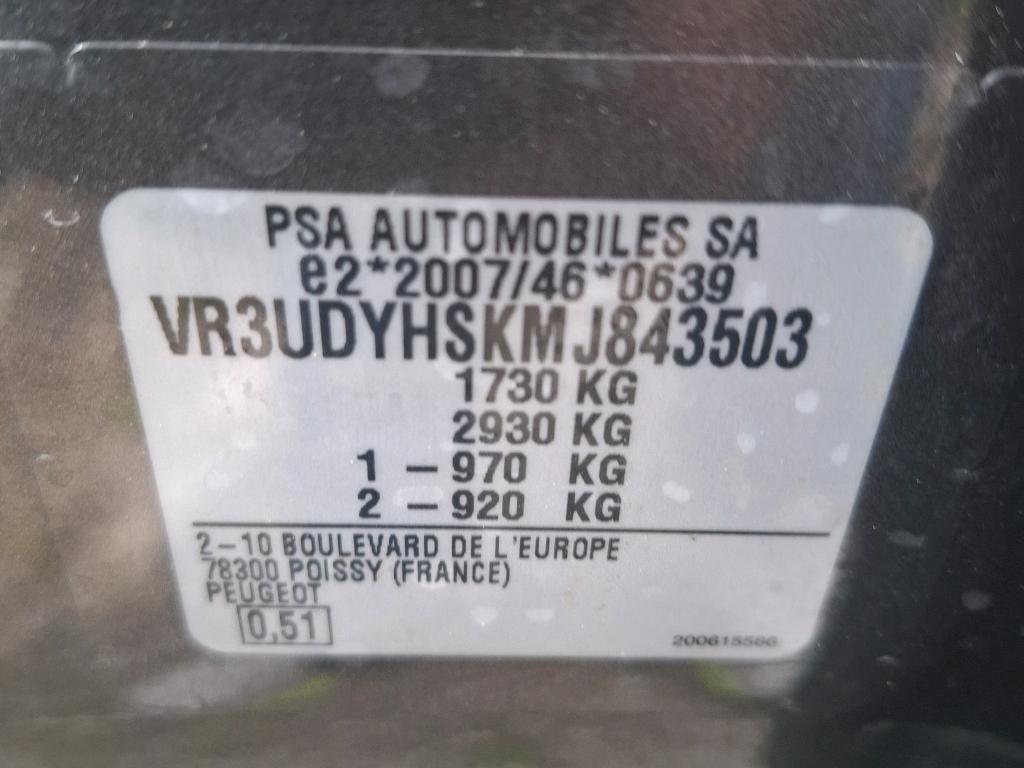 PSA AUTOMOBILES SA
e2*2007/46*0639
VR3UDYHSKMJ843503
1730 KG
2930 KG
1 – 970 KG
2 – 920 KG
2–10 BOULEVARD DE L'EUROPE
78300 POISSY (FRANCE)
PEUGEOT
0,51
200615566